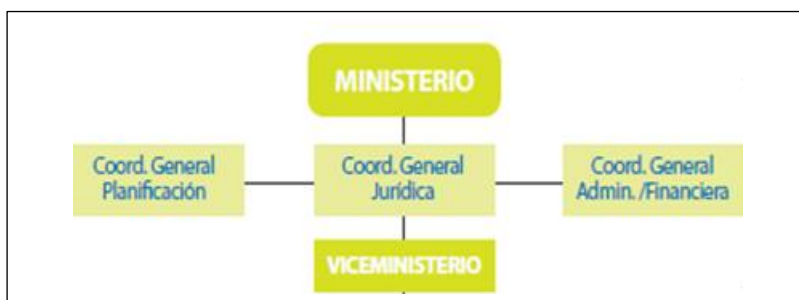 MINISTERIO
Coord. General
Planificación
Coord. General
Jurídica
Coord. General
Admin. /Financiera
VICEMINISTERIO